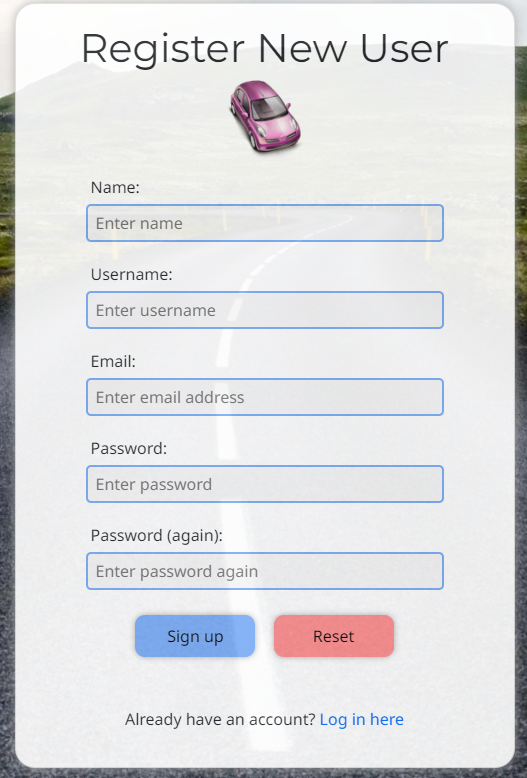 Register New User
Name:
Enter name
Username:
Enter username
Email:
Enter email address
Password:
Enter password
Password (again):
Enter password again
Sign up Reset
Already have an account? Log in here